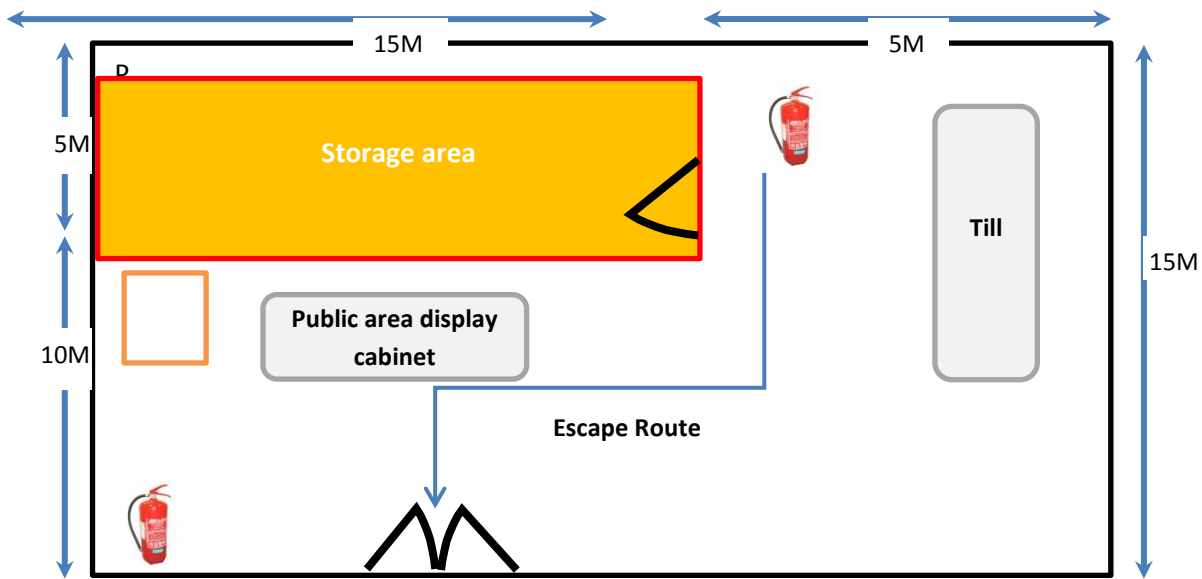 15M
5M
5M
Storage area
Till
15M
Public area display
cabinet
10M
Escape Route